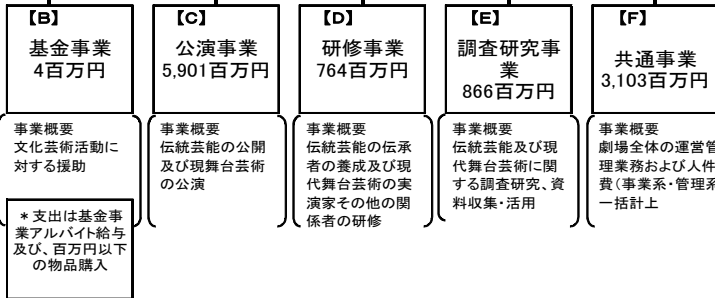 【B】
基金事業
4百万円
【C】
公演事業
5,901百万円
【D】
研修事業
764百万円
【E】
調査研究事
業
866百万円
【F】
共通事業
3,103百万円
事業概要
文化芸術活動に
対する援助
事業概要
伝統芸能の公開
及び現舞台芸術
の公演
事業概要
伝統芸能の伝承
者の養成及び現
代舞台芸術の実
演家その他の関
係者の研修
事業概要
伝統芸能及び現
代舞台芸術に関
する調査研究、資
料収集・活用
事業概要
劇場全体の運営管
理業務および人件
費(事業系・管理系
一括計上
＊支出は基金事
業アルバイト給与
及び、百万円以下
の物品購入